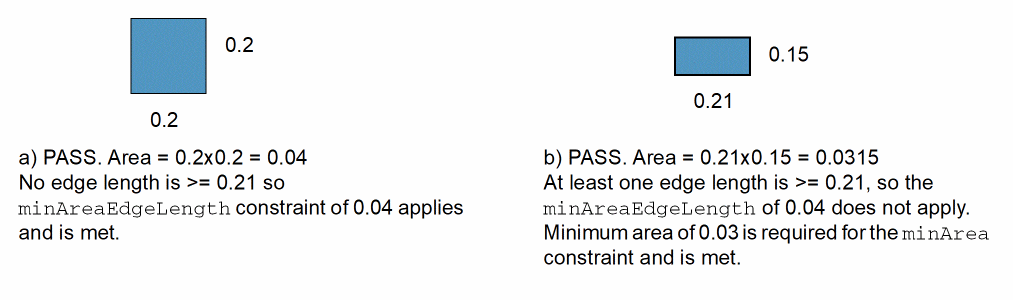 0.2
0.2
a) PASS. Area = 0.2x0.2 = 0.04
No edge length is >= 0.21 so
minAreaEdgeLength constraint of 0.04 applies
and is met.
0.15
0.21
b) PASS. Area = 0.21x0.15 = 0.0315
At least one edge length is >= 0.21, so the
minAreaEdgeLength of 0.04 does not apply.
Minimum area of 0.03 is required for the minArea
constraint and is met.